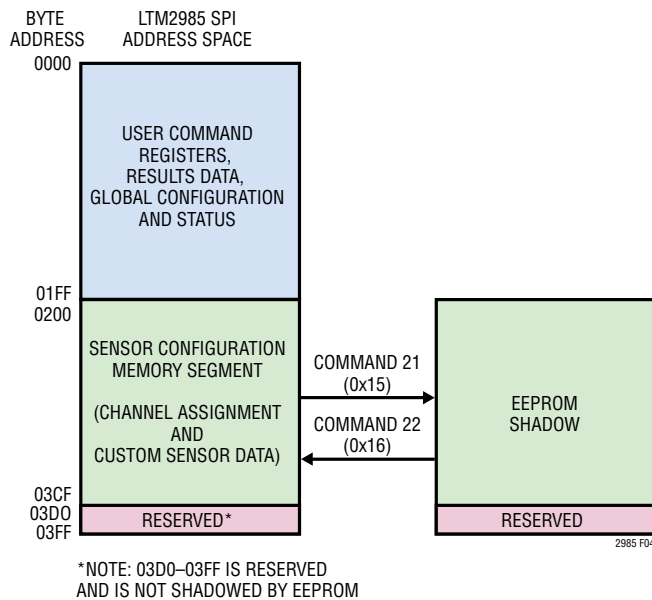 BYTE
ADDRESS
LTM2985 SPI
ADDRESS SPACE
0000
USER COMMAND
REGISTERS,
RESULTS DATA,
GLOBAL CONFIGURATION
AND STATUS
01FF
0200
SENSOR CONFIGURATION
MEMORY SEGMENT
(CHANNEL ASSIGNMENT
AND
CUSTOM SENSOR DATA)
COMMAND 21
(0x15)
COMMAND 22
(0x16)
EEPROM
SHADOW
03CF
03D0
03FF
RESERVED*
RESERVED
2985 F04
*NOTE: 03D0–03FF IS RESERVED
AND IS NOT SHADOWED BY EEPROM